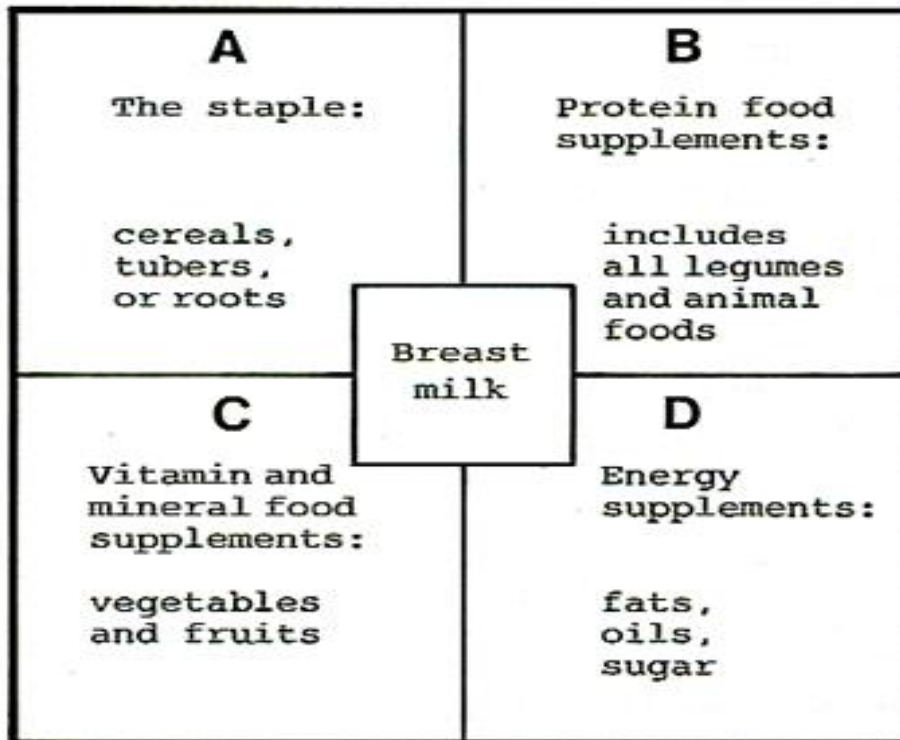 A
The staple:
cereals,
tubers,
or roots
B
Protein food
supplements:
includes
all legumes
and animal
foods
Breast
milk
C
Vitamin and
mineral food
supplements:
vegetables
and fruits
D
Energy
supplements:
fats,
oils,
sugar